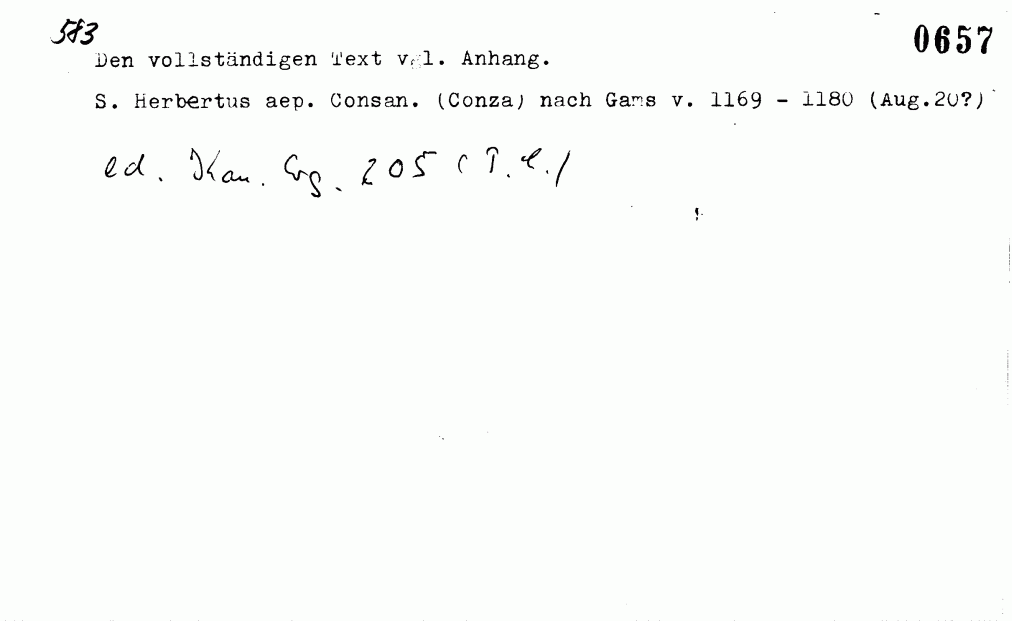 583
0657
Den vollständigen Text vgl. Anhang.
S. Herbertus aep. Consan. (Conza) nach Gams v. 1169 - 1180 (Aug.20?)
ed. Kan. Erg. 205 (T.e.)